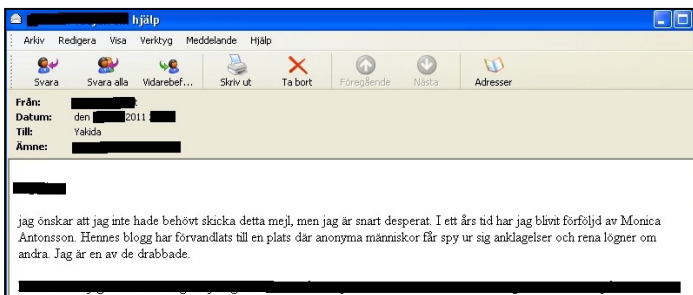 hjälp
Arkiv Redigera Visa Verktyg Meddelande Hjälp
Svara Svara alla Vidarebef... Skriv ut Ta bort Föregående Nästa Adresser
Från:
Datum: den 2011
Till: Yakida
Ämne:
jag önskar att jag inte hade behövt skicka detta mejl, men jag är snart desperat. I ett års tid har jag blivit förföljd av Monica
Antonsson. Hennes blogg har förvandlats till en plats där anonyma människor får spy ur sig anklagelser och rena lögner om
andra. Jag är en av de drabbade.